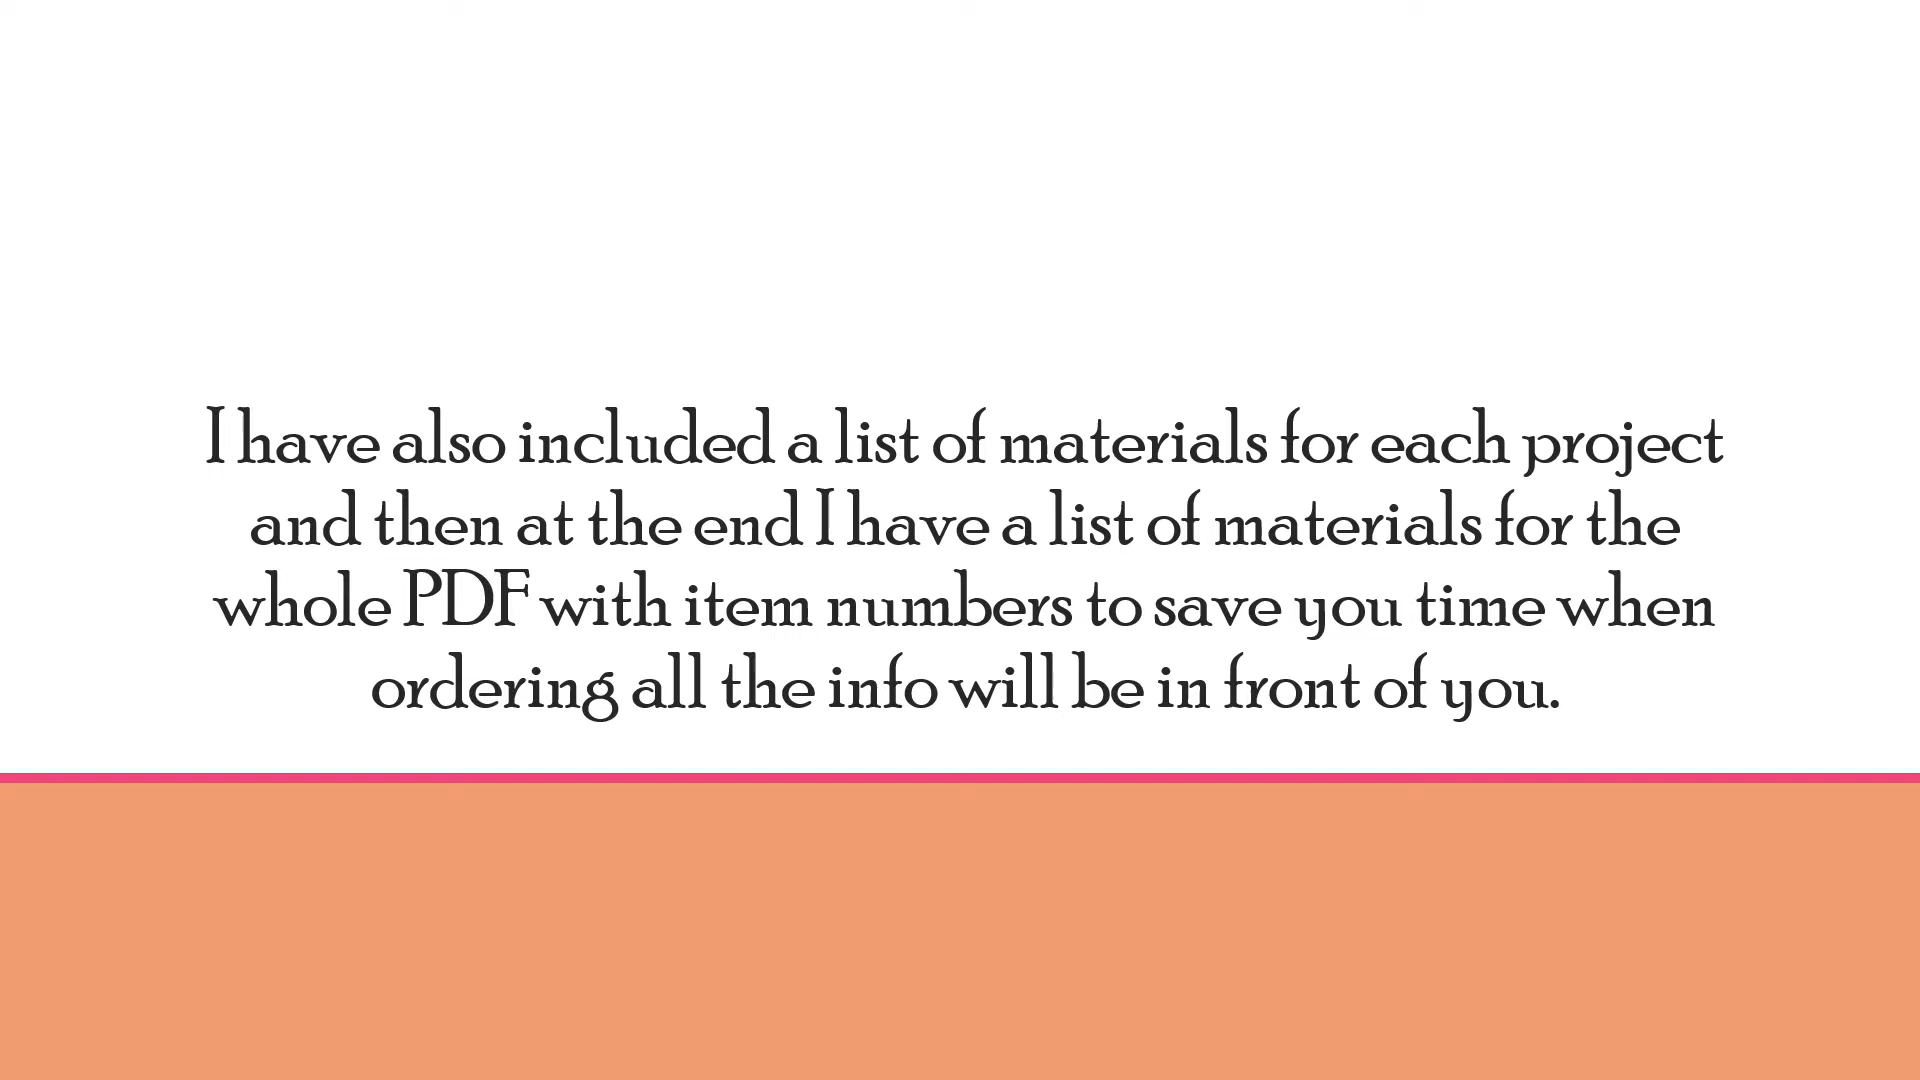 I have also included a list of materials for each project
and then at the end I have a list of materials for the
whole PDF with item numbers to save you time when
ordering all the info will be in front of you.